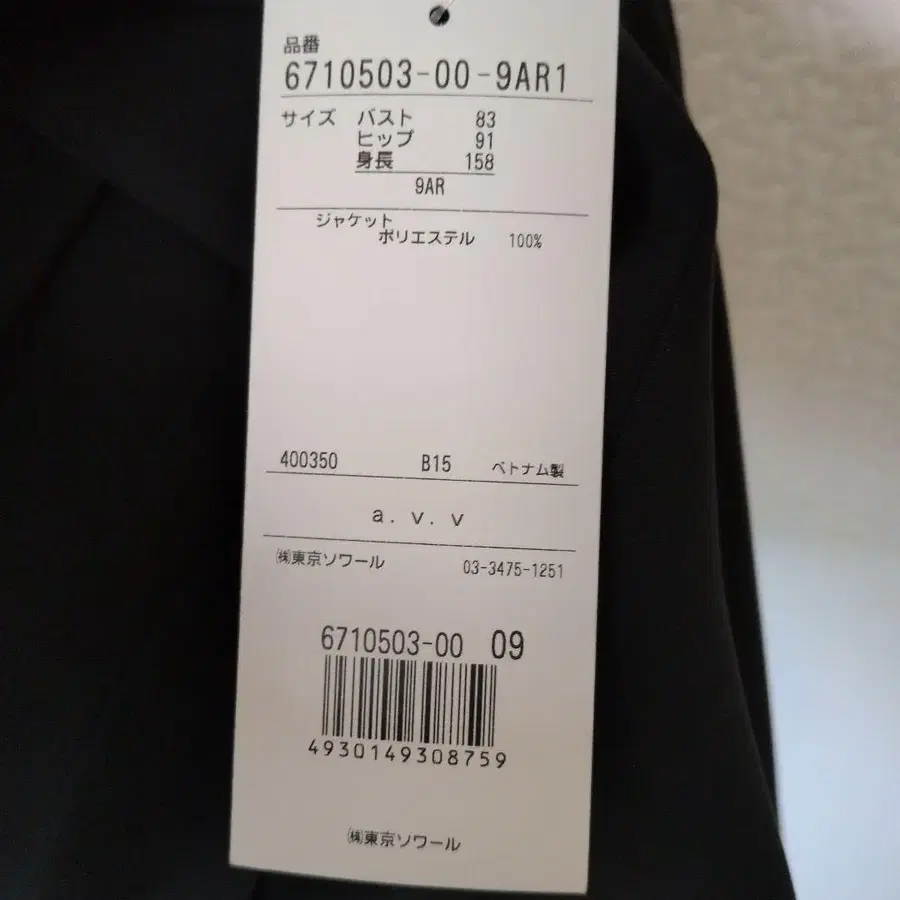 品番
6710503-00-9AR1
サイズ バスト 83
ヒップ 91
身長 158
9AR
ジャケット
ポリエステル 100%
400350 B15 ベトナム製
a.v.v
㈱東京ソワール 03-3475-1251
6710503-00 09
4930149308759
㈱東京ソワール